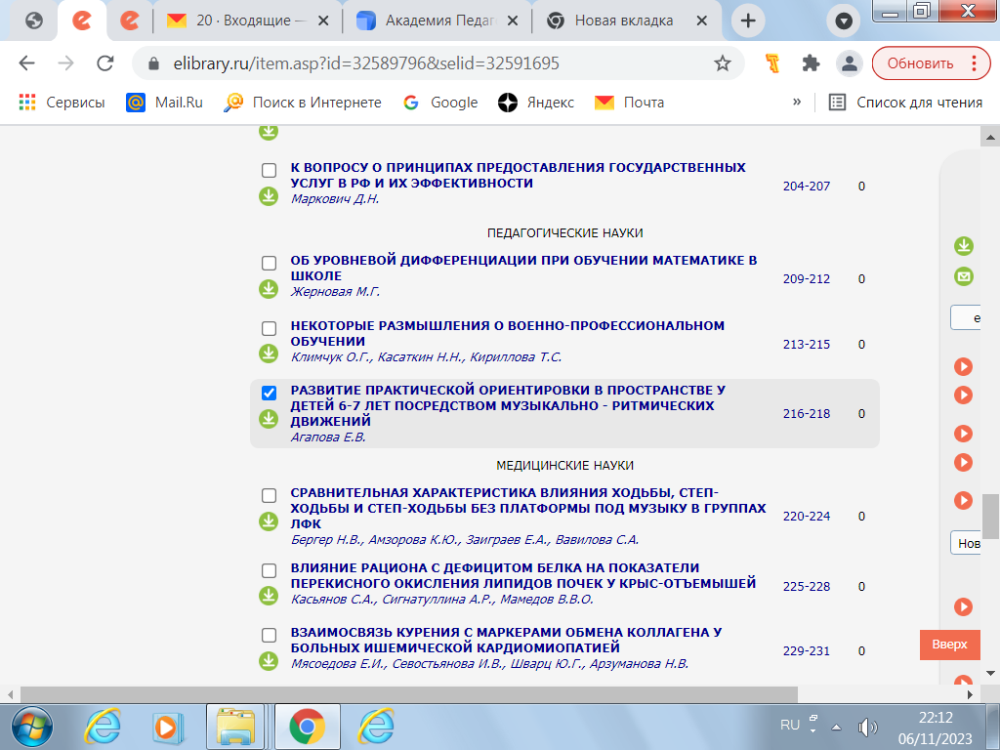 20 · Входящие —
Академия Педаг
Новая вкладка
elibrary.ru/item.asp?id=32589796&selid=32591695
Обновить
Сервисы
Mail.Ru
Поиск в Интернете
Google
Яндекс
Почта
»
Список для чтения
К ВОПРОСУ О ПРИНЦИПАХ ПРЕДОСТАВЛЕНИЯ ГОСУДАРСТВЕННЫХ
УСЛУГ В РФ И ИХ ЭФФЕКТИВНОСТИ
Маркович Д.Н.
204-207 0
ПЕДАГОГИЧЕСКИЕ НАУКИ
ОБ УРОВНЕВОЙ ДИФФЕРЕНЦИАЦИИ ПРИ ОБУЧЕНИИ МАТЕМАТИКЕ В
ШКОЛЕ
Жерновая М.Г.
209-212 0
НЕКОТОРЫЕ РАЗМЫШЛЕНИЯ О ВОЕННО-ПРОФЕССИОНАЛЬНОМ
ОБУЧЕНИИ
Климчук О.Г., Касаткин Н.Н., Кириллова Т.С.
213-215 0
РАЗВИТИЕ ПРАКТИЧЕСКОЙ ОРИЕНТИРОВКИ В ПРОСТРАНСТВЕ У
ДЕТЕЙ 6-7 ЛЕТ ПОСРЕДСТВОМ МУЗЫКАЛЬНО - РИТМИЧЕСКИХ
ДВИЖЕНИЙ
Агапова Е.В.
216-218 0
МЕДИЦИНСКИЕ НАУКИ
СРАВНИТЕЛЬНАЯ ХАРАКТЕРИСТИКА ВЛИЯНИЯ ХОДЬБЫ, СТЕП-
ХОДЬБЫ И СТЕП-ХОДЬБЫ БЕЗ ПЛАТФОРМЫ ПОД МУЗЫКУ В ГРУППАХ
ЛФК
Бергер Н.В., Амзорова К.Ю., Заиграев Е.А., Вавилова С.А.
220-224 0
ВЛИЯНИЕ РАЦИОНА С ДЕФИЦИТОМ БЕЛКА НА ПОКАЗАТЕЛИ
ПЕРЕКИСНОГО ОКИСЛЕНИЯ ЛИПИДОВ ПОЧЕК У КРЫС-ОТЪЕМЫШЕЙ
Касьянов С.А., Сигнатуллина А.Р., Мамедов В.В.О.
225-228 0
ВЗАИМОСВЯЗЬ КУРЕНИЯ С МАРКЕРАМИ ОБМЕНА КОЛЛАГЕНА У
БОЛЬНЫХ ИШЕМИЧЕСКОЙ КАРДИОМИОПАТИЕЙ
Мясоедова Е.И., Севостьянова И.В., Шварц Ю.Г., Арзуманова Н.В.
229-231 0
е
Нов
Вверх
RU
22:12
06/11/2023